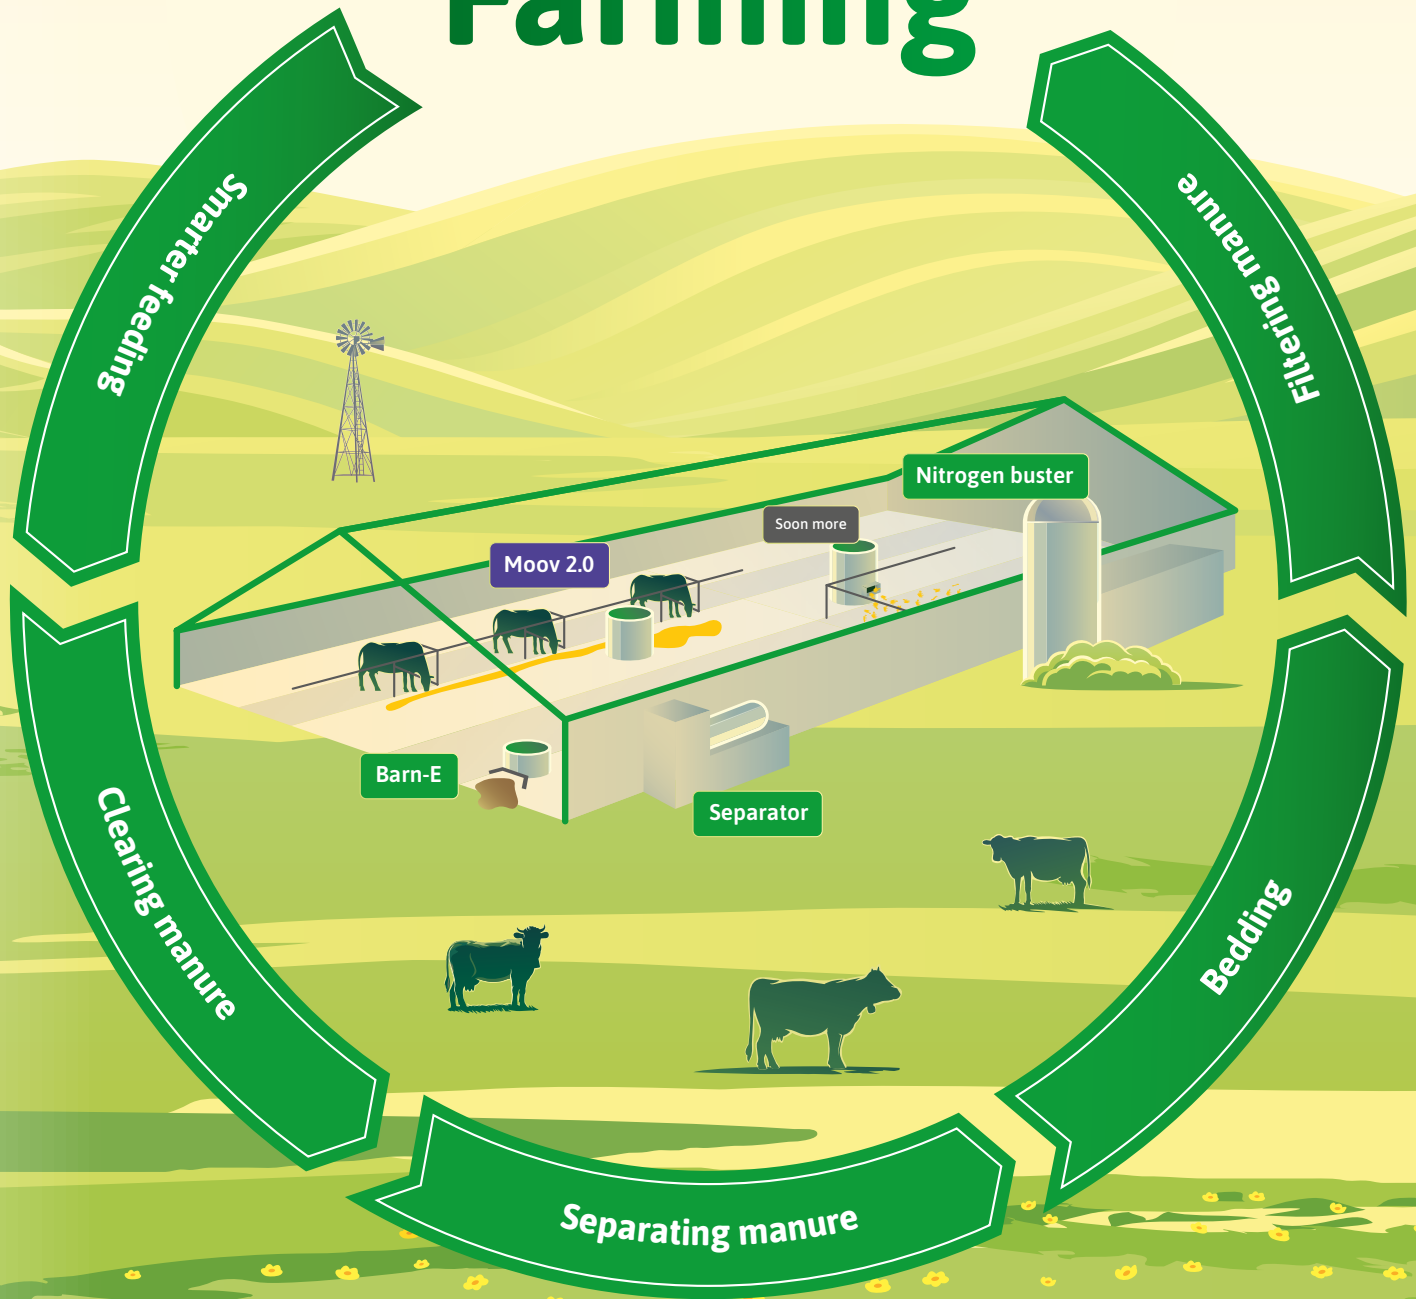 Farming
Smarter feeding
Filtering manure
Nitrogen buster
Soon more
Moov 2.0
Barn-E
Separator
Clearing manure
Bedding
Separating manure